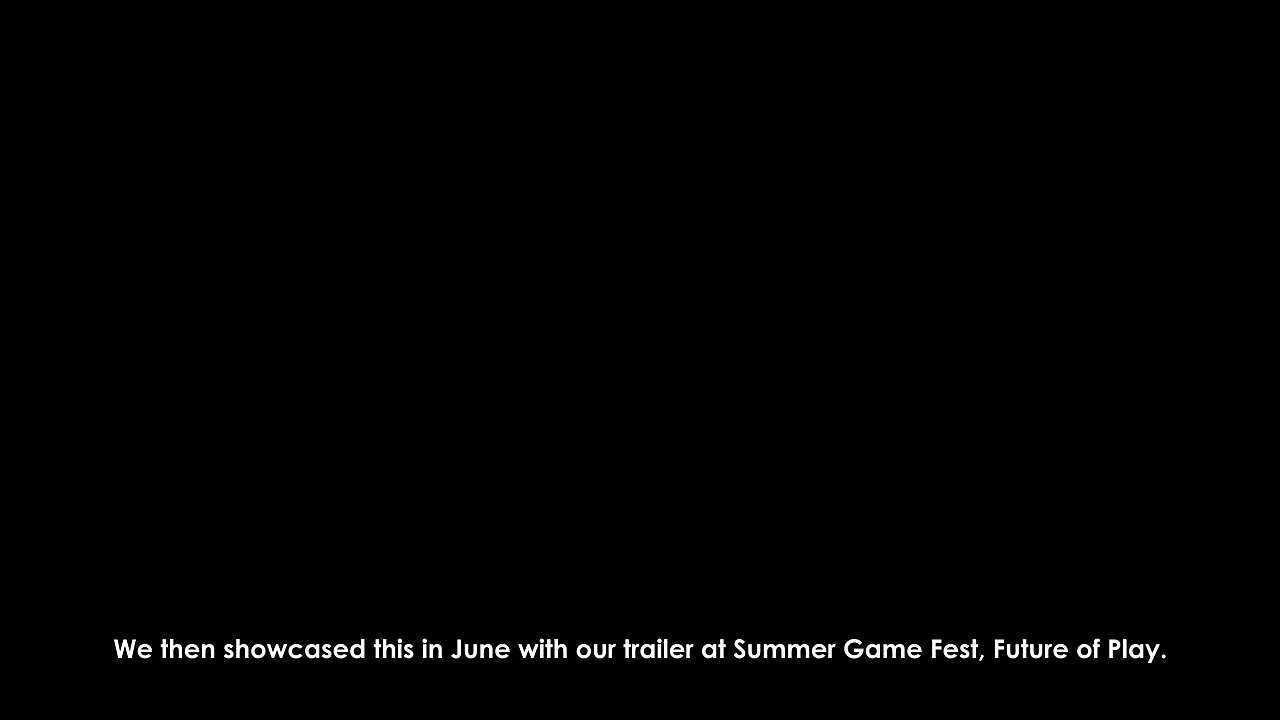 We then showcased this in June with our trailer at Summer Game Fest, Future of Play.